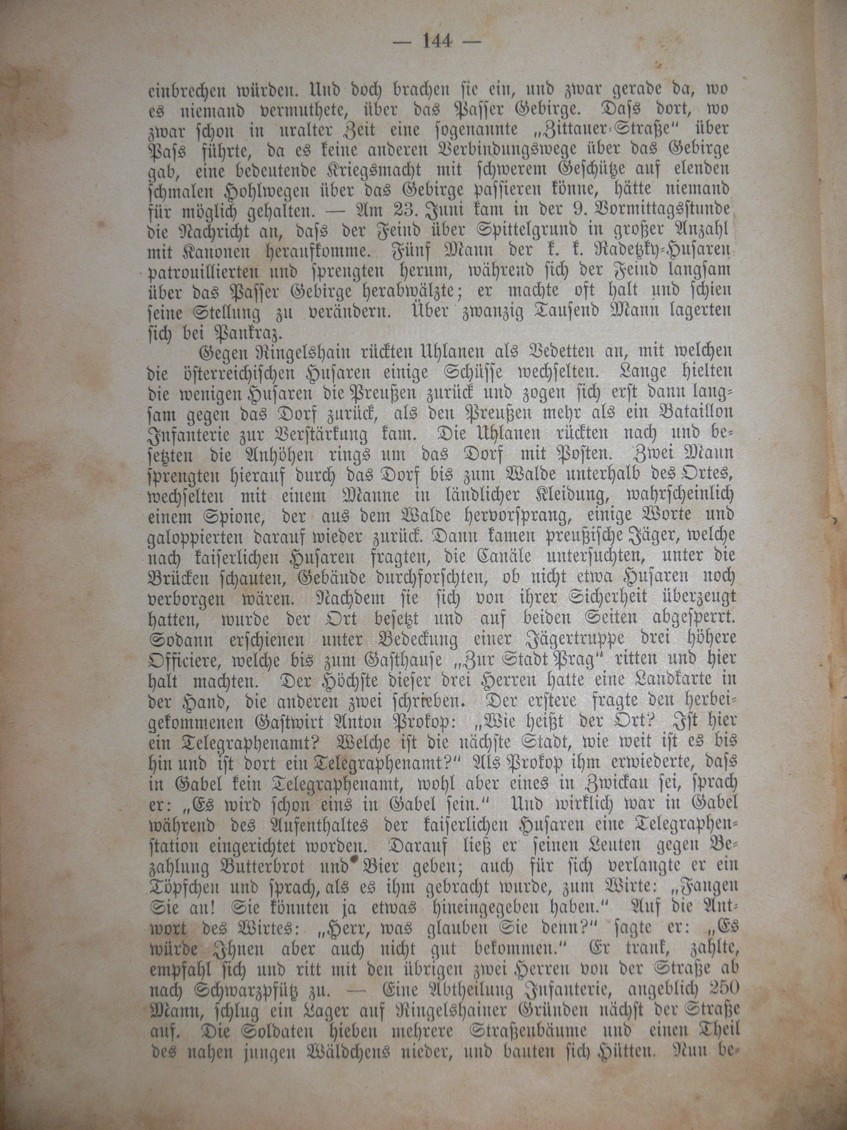 — 144 —
einbrechen würden. Und doch brachen sie ein, und zwar gerade da, wo
es niemand vermuthete, über das Passer Gebirge. Dass dort, wo
zwar schon in uralter Zeit eine sogenannte „Zittauer-Straße“ über
Pass führte, da es keine anderen Verbindungswege über das Gebirge
gab, eine bedeutende Kriegsmacht mit schwerem Geschütze auf elenden
schmalen Hohlwegen über das Gebirge passieren könne, hätte niemand
für möglich gehalten. — Am 23. Juni kam in der 9. Vormittagsstunde
die Nachricht an, dass der Feind über Spittelgrund in großer Anzahl
mit Kanonen heraufkomme. Fünf Mann der k. k. Radetzky-Husaren
patrouillierten und sprengten herum, während sich der Feind langsam
über das Passer Gebirge herabwälzte; er machte oft halt und schien
seine Stellung zu verändern. Über zwanzig Tausend Mann lagerten
sich bei Pankraz.
Gegen Ringelshain rückten Uhlanen als Vedetten an, mit welchen
die österreichischen Husaren einige Schüsse wechselten. Lange hielten
die wenigen Husaren die Preußen zurück und zogen sich erst dann lang-
sam gegen das Dorf zurück, als den Preußen mehr als ein Bataillon
Infanterie zur Verstärkung kam. Die Uhlanen rückten nach und be-
setzten die Anhöhen rings um das Dorf mit Posten. Zwei Mann
sprengten hierauf durch das Dorf bis zum Walde unterhalb des Ortes,
wechselten mit einem Manne in ländlicher Kleidung, wahrscheinlich
einem Spione, der aus dem Walde hervorsprang, einige Worte und
galoppierten darauf wieder zurück. Dann kamen preußische Jäger, welche
nach kaiserlichen Husaren fragten, die Canäle untersuchten, unter die
Brücken schauten, Gebäude durchforschten, ob nicht etwa Husaren noch
verborgen wären. Nachdem sie sich von ihrer Sicherheit überzeugt
hatten, wurde der Ort besetzt und auf beiden Seiten abgesperrt.
Sodann erschienen unter Bedeckung einer Jägertruppe drei höhere
Officiere, welche bis zum Gasthause „Zur Stadt Prag“ ritten und hier
halt machten. Der Höchste dieser drei Herren hatte eine Landkarte in
der Hand, die anderen zwei schrieben. Der erstere fragte den herbei-
gekommenen Gastwirt Anton Prokop: „Wie heißt der Ort? Ist hier
ein Telegraphenamt? Welche ist die nächste Stadt, wie weit ist es bis
hin und ist dort ein Telegraphenamt?“ Als Prokop ihm erwiederte, dass
in Gabel kein Telegraphenamt, wohl aber eines in Zwickau sei, sprach
er: „Es wird schon eins in Gabel sein.“ Und wirklich war in Gabel
während des Aufenthaltes der kaiserlichen Husaren eine Telegraphen-
station eingerichtet worden. Darauf ließ er seinen Leuten gegen Be-
zahlung Butterbrot und Bier geben; auch für sich verlangte er ein
Töpfchen und sprach, als es ihm gebracht wurde, zum Wirte: „Fangen
Sie an! Sie könnten ja etwas hineingegeben haben.“ Auf die Ant-
wort des Wirtes: „Herr, was glauben Sie denn?“ sagte er: „Es
würde Ihnen aber auch nicht gut bekommen.“ Er trank, zahlte,
empfahl sich und ritt mit den übrigen zwei Herren von der Straße ab
nach Schwarzpfütz zu. — Eine Abtheilung Infanterie, angeblich 250
Mann, schlug ein Lager auf Ringelshainer Gründen nächst der Straße
auf. Die Soldaten hieben mehrere Straßenbäume und einen Theil
des nahen jungen Wäldchens nieder, und bauten sich Hütten. Nun be-